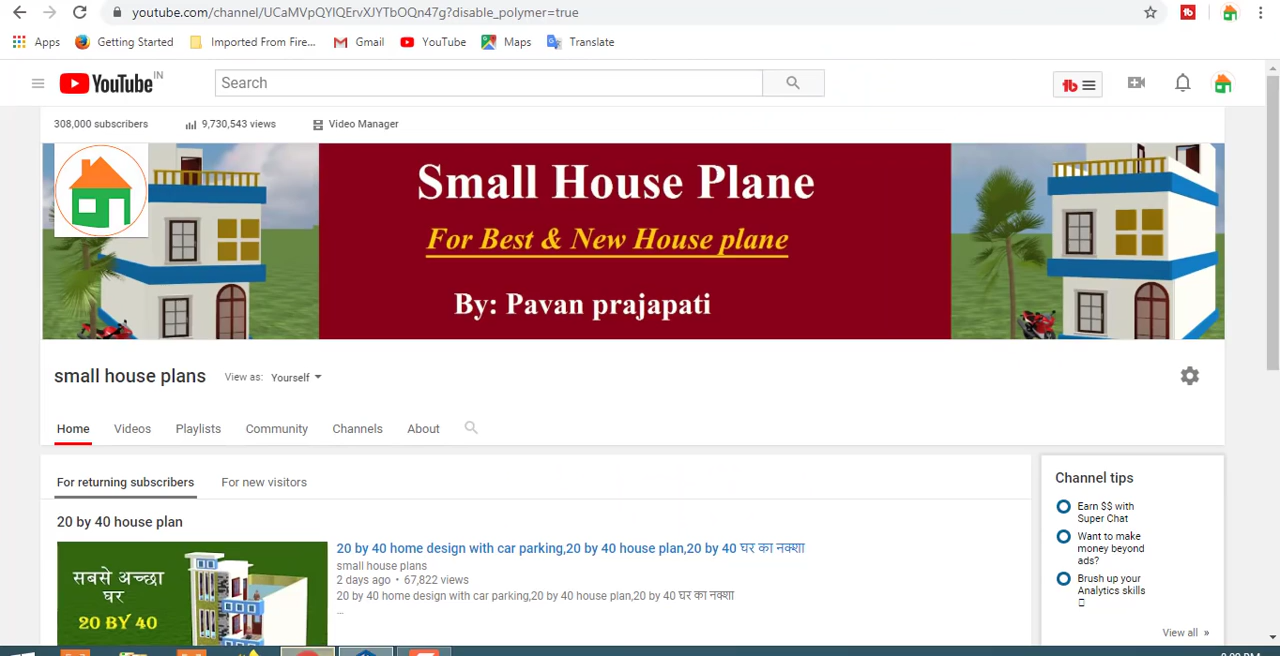 youtube.com/channel/UCaMVpQYlQErvXJYTbOQn47g?disable_polymer=true
Apps Getting Started Imported From Fire... Gmail YouTube Maps Translate
YouTube IN Search
308,000 subscribers 9,730,543 views Video Manager
Small House Plane
For Best & New House plane
By: Pavan prajapati
small house plans View as: Yourself
Home Videos Playlists Community Channels About
For returning subscribers For new visitors
20 by 40 house plan
20 by 40 home design with car parking,20 by 40 house plan,20 by 40 घर का नक्शा
small house plans
2 days ago • 67,822 views
20 by 40 home design with car parking,20 by 40 house plan,20 by 40 घर का नक्शा
...
सबसे अच्छा
घर
20 BY 40
Channel tips
Earn $$ with
Super Chat
Want to make
money beyond
ads?
Brush up your
Analytics skills
View all »